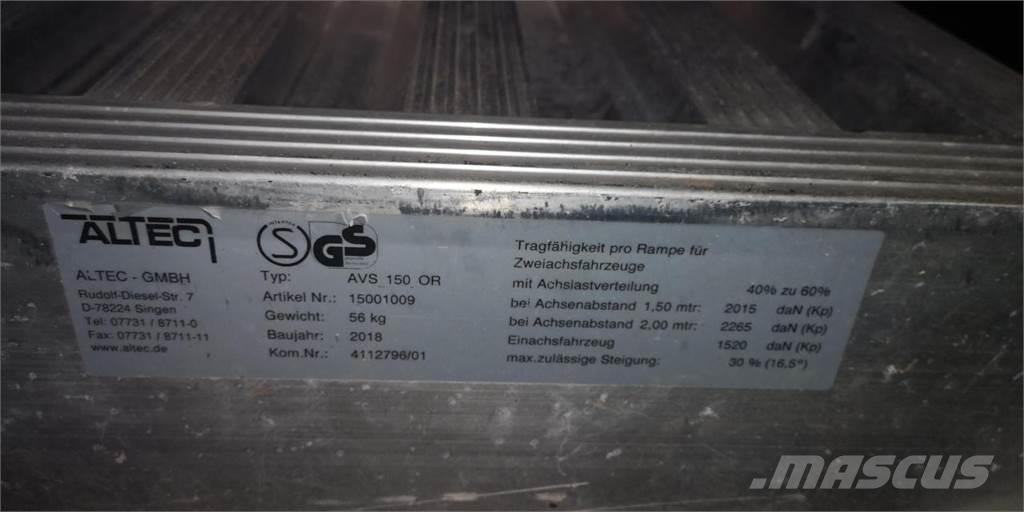 ALTEC
ALTEC - GMBH
Rudolf-Diesel-Str. 7
D-78224 Singen
Tel: 07731 / 8711-0
Fax: 07731 / 8711-11
www.altec.de
S GS
Typ: AVS_150_OR
Artikel Nr.: 15001009
Gewicht: 56 kg
Baujahr: 2018
Kom.Nr.: 4112796/01
Tragfähigkeit pro Rampe für
Zweiachsfahrzeuge
mit Achslastverteilung 40% zu 60%
bei Achsenabstand 1,50 mtr: 2015 daN (Kp)
bei Achsenabstand 2,00 mtr: 2265 daN (Kp)
Einachsfahrzeug 1520 daN (Kp)
max.zulässige Steigung: 30 % (16,5°)
MASCUS